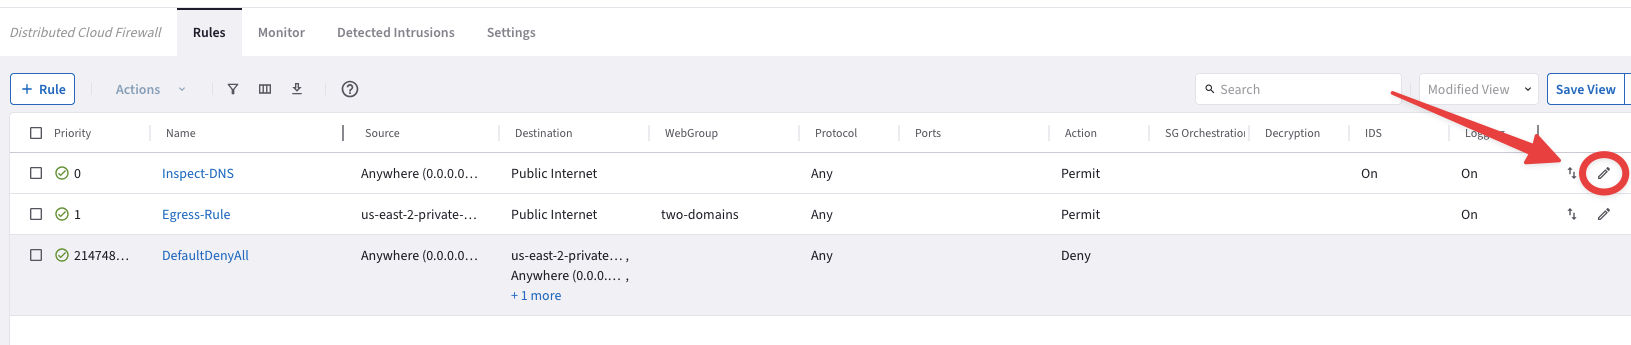 Distributed Cloud Firewall Rules Monitor Detected Intrusions Settings
+ Rule Actions ? Search Modified View Save View
Priority Name Source Destination WebGroup Protocol Ports Action SG Orchestration Decryption IDS
0 Inspect-DNS Anywhere (0.0.0.0... Public Internet Any Permit On On
1 Egress-Rule us-east-2-private-... Public Internet two-domains Any Permit On
214748... DefaultDenyAll Anywhere (0.0.0.0... us-east-2-private... , Any Deny
Anywhere (0.0.0.... ,
+ 1 more